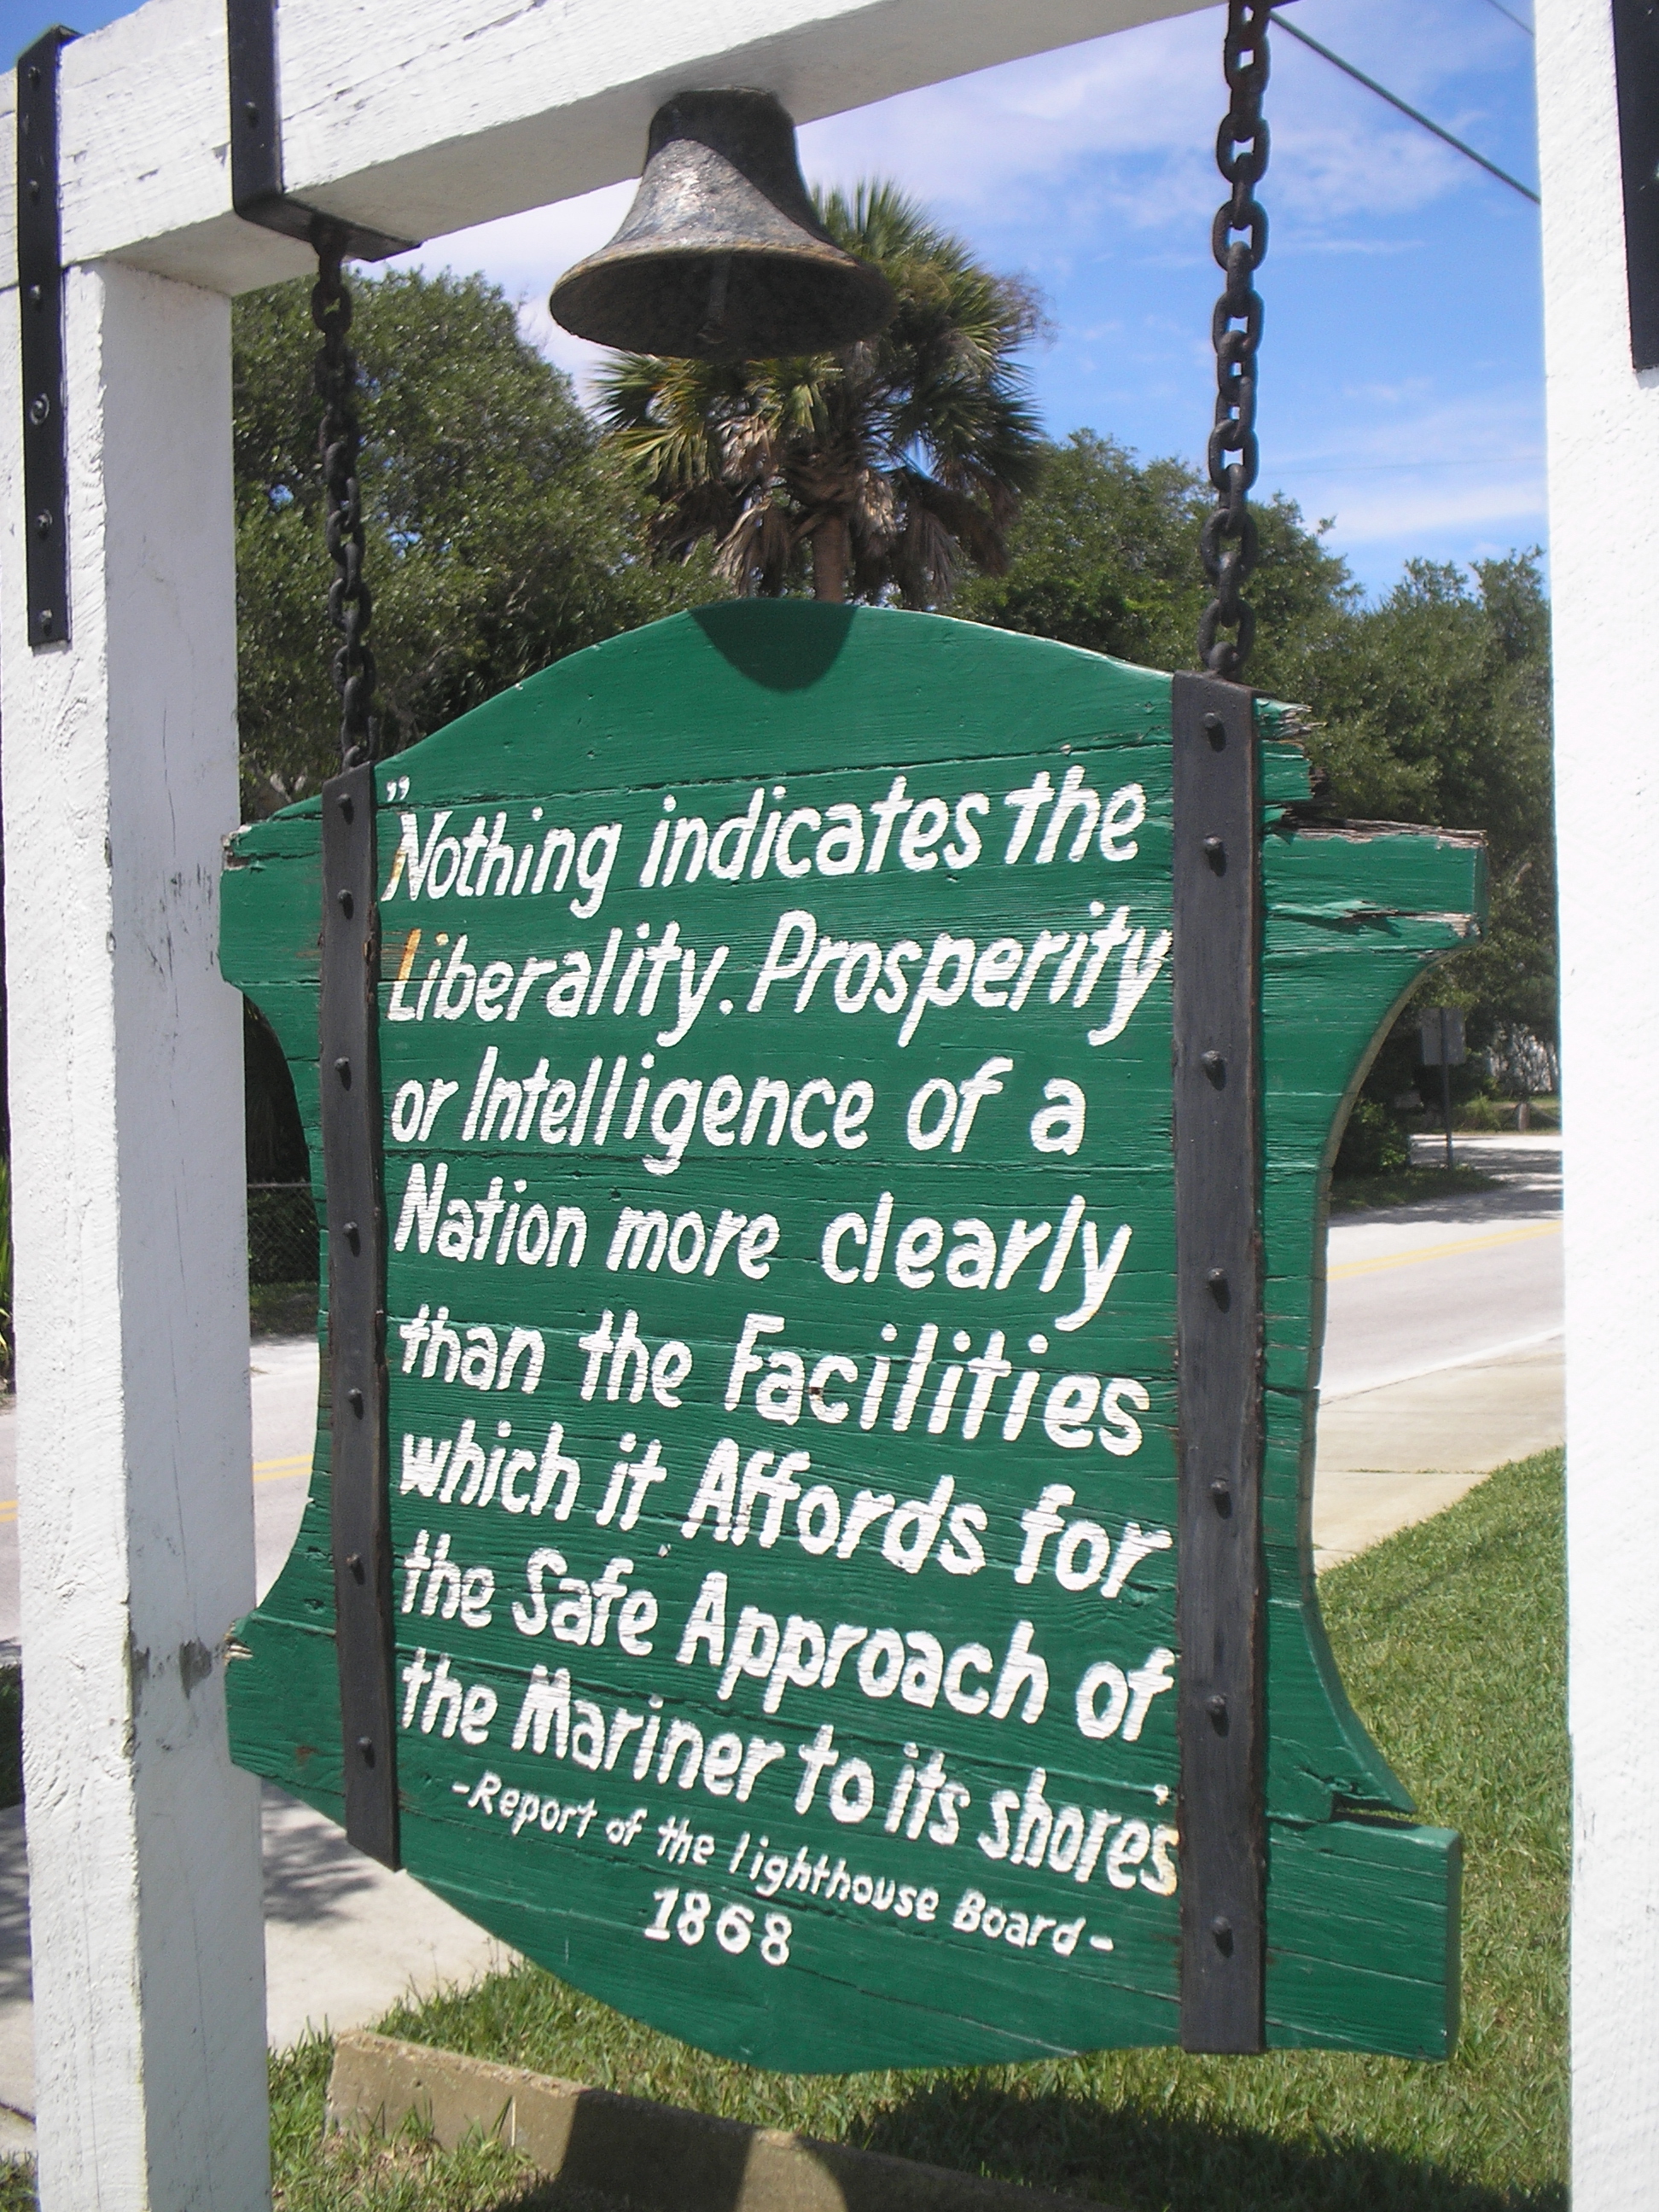 "Nothing indicates the
Liberality. Prosperity
or Intelligence of a
Nation more clearly
than the Facilities
which it Affords for
the Safe Approach of
the Mariner to its shores"
-Report of the lighthouse Board-
1868